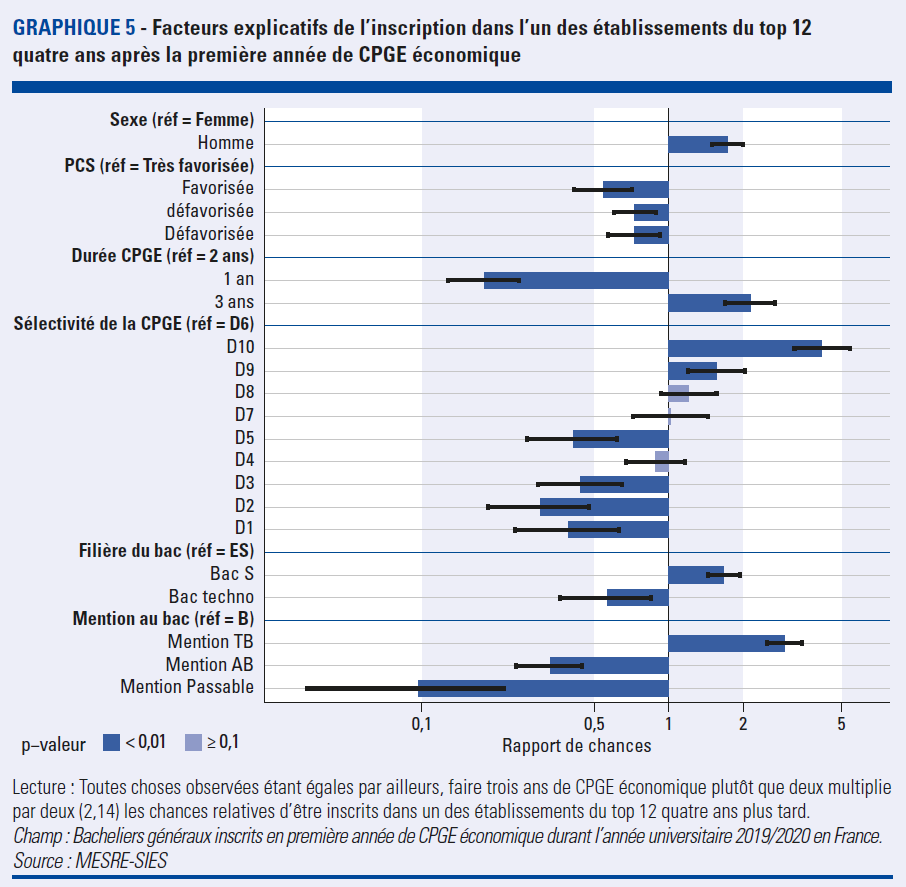 GRAPHIQUE 5 - Facteurs explicatifs de l'inscription dans l'un des établissements du top 12
quatre ans après la première année de CPGE économique
Sexe (réf = Femme)
Homme
PCS (réf = Très favorisée)
Favorisée
défavorisée
Défavorisée
Durée CPGE (réf = 2 ans)
1 an
3 ans
Sélectivité de la CPGE (réf = D6)
D10
D9
D8
D7
D5
D4
D3
D2
D1
Filière du bac (réf = ES)
Bac S
Bac techno
Mention au bac (réf = B)
Mention TB
Mention AB
Mention Passable
0,1 0,5 1 2 5
Rapport de chances
p–valeur < 0,01 ≥ 0,1
Lecture : Toutes choses observées étant égales par ailleurs, faire trois ans de CPGE économique plutôt que deux multiplie
par deux (2,14) les chances relatives d'être inscrits dans un des établissements du top 12 quatre ans plus tard.
Champ : Bacheliers généraux inscrits en première année de CPGE économique durant l'année universitaire 2019/2020 en France.
Source : MESRE-SIES